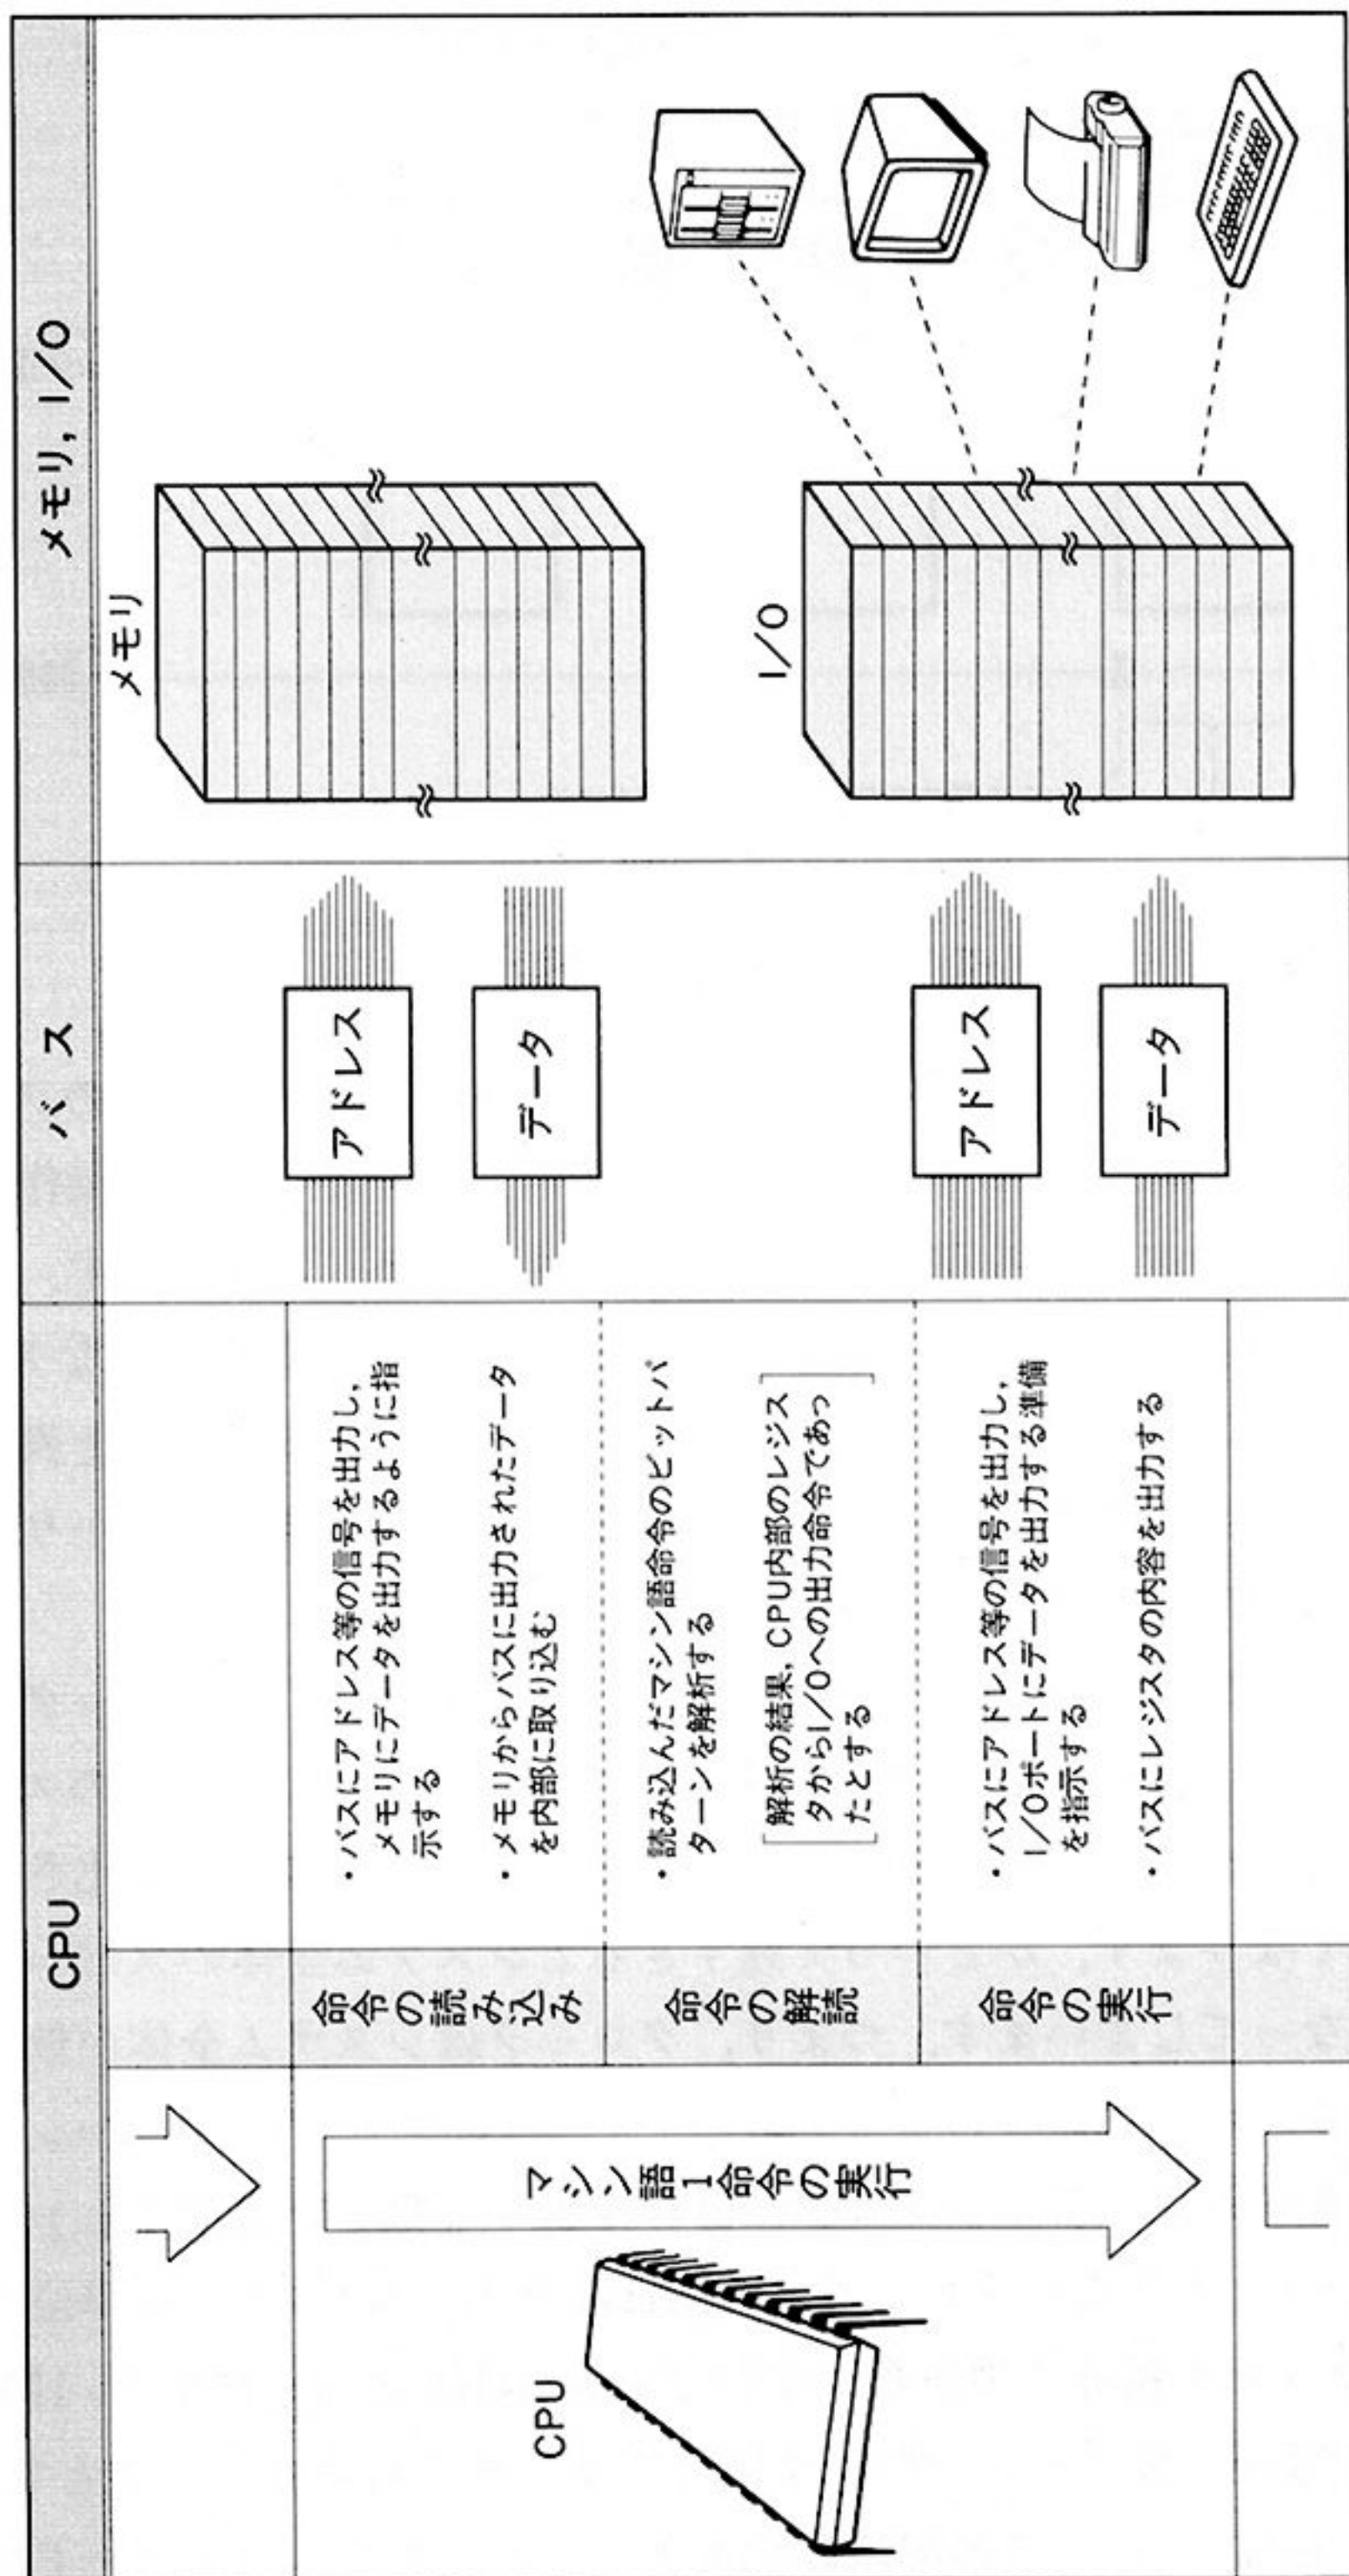 CPU
バ ス
メモリ, I/O
CPU
マシン語1命令の実行
命令の読み込み
・バスにアドレス等の信号を出力し,
メモリにデータを出力するように指
示する
・メモリからバスに出力されたデータ
を内部に取り込む
命令の解読
・読み込んだマシン語命令のビットパ
ターンを解析する
解析の結果, CPU内部のレジス
タからI/Oへの出力命令であっ
たとする
命令の実行
・バスにアドレス等の信号を出力し,
I/Oポートにデータを出力する準備
を指示する
・バスにレジスタの内容を出力する
アドレス
データ
アドレス
データ
メモリ
I/O